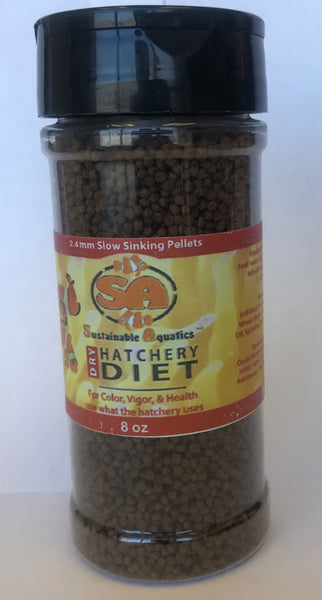 2.4mm Slow Sinking Pellets
SA
Sustainable Aquatics™
DRY
HATCHERY
DIET
For Color, Vigor, & Health
use what the hatchery uses
8 oz